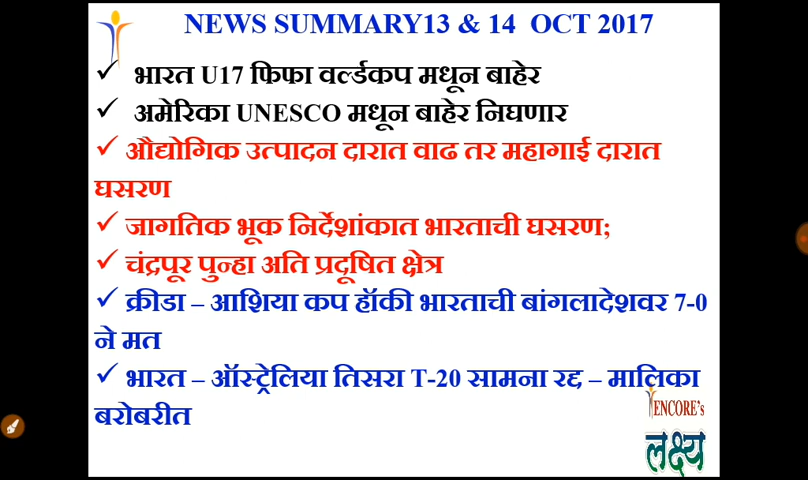 NEWS SUMMARY13 & 14 OCT 2017
✓ भारत U17 फिफा वर्ल्डकप मधून बाहेर
✓ अमेरिका UNESCO मधून बाहेर निघणार
✓ औद्योगिक उत्पादन दारात वाढ तर महागाई दारात
घसरण
✓ जागतिक भूक निर्देशांकात भारताची घसरण;
✓ चंद्रपूर पुन्हा अति प्रदूषित क्षेत्र
✓ क्रीडा – आशिया कप हॉकी भारताची बांगलादेशवर 7-0
ने मत
✓ भारत – ऑस्ट्रेलिया तिसरा T-20 सामना रद्द – मालिका
बरोबरीत
ENCORE's
लक्ष्य